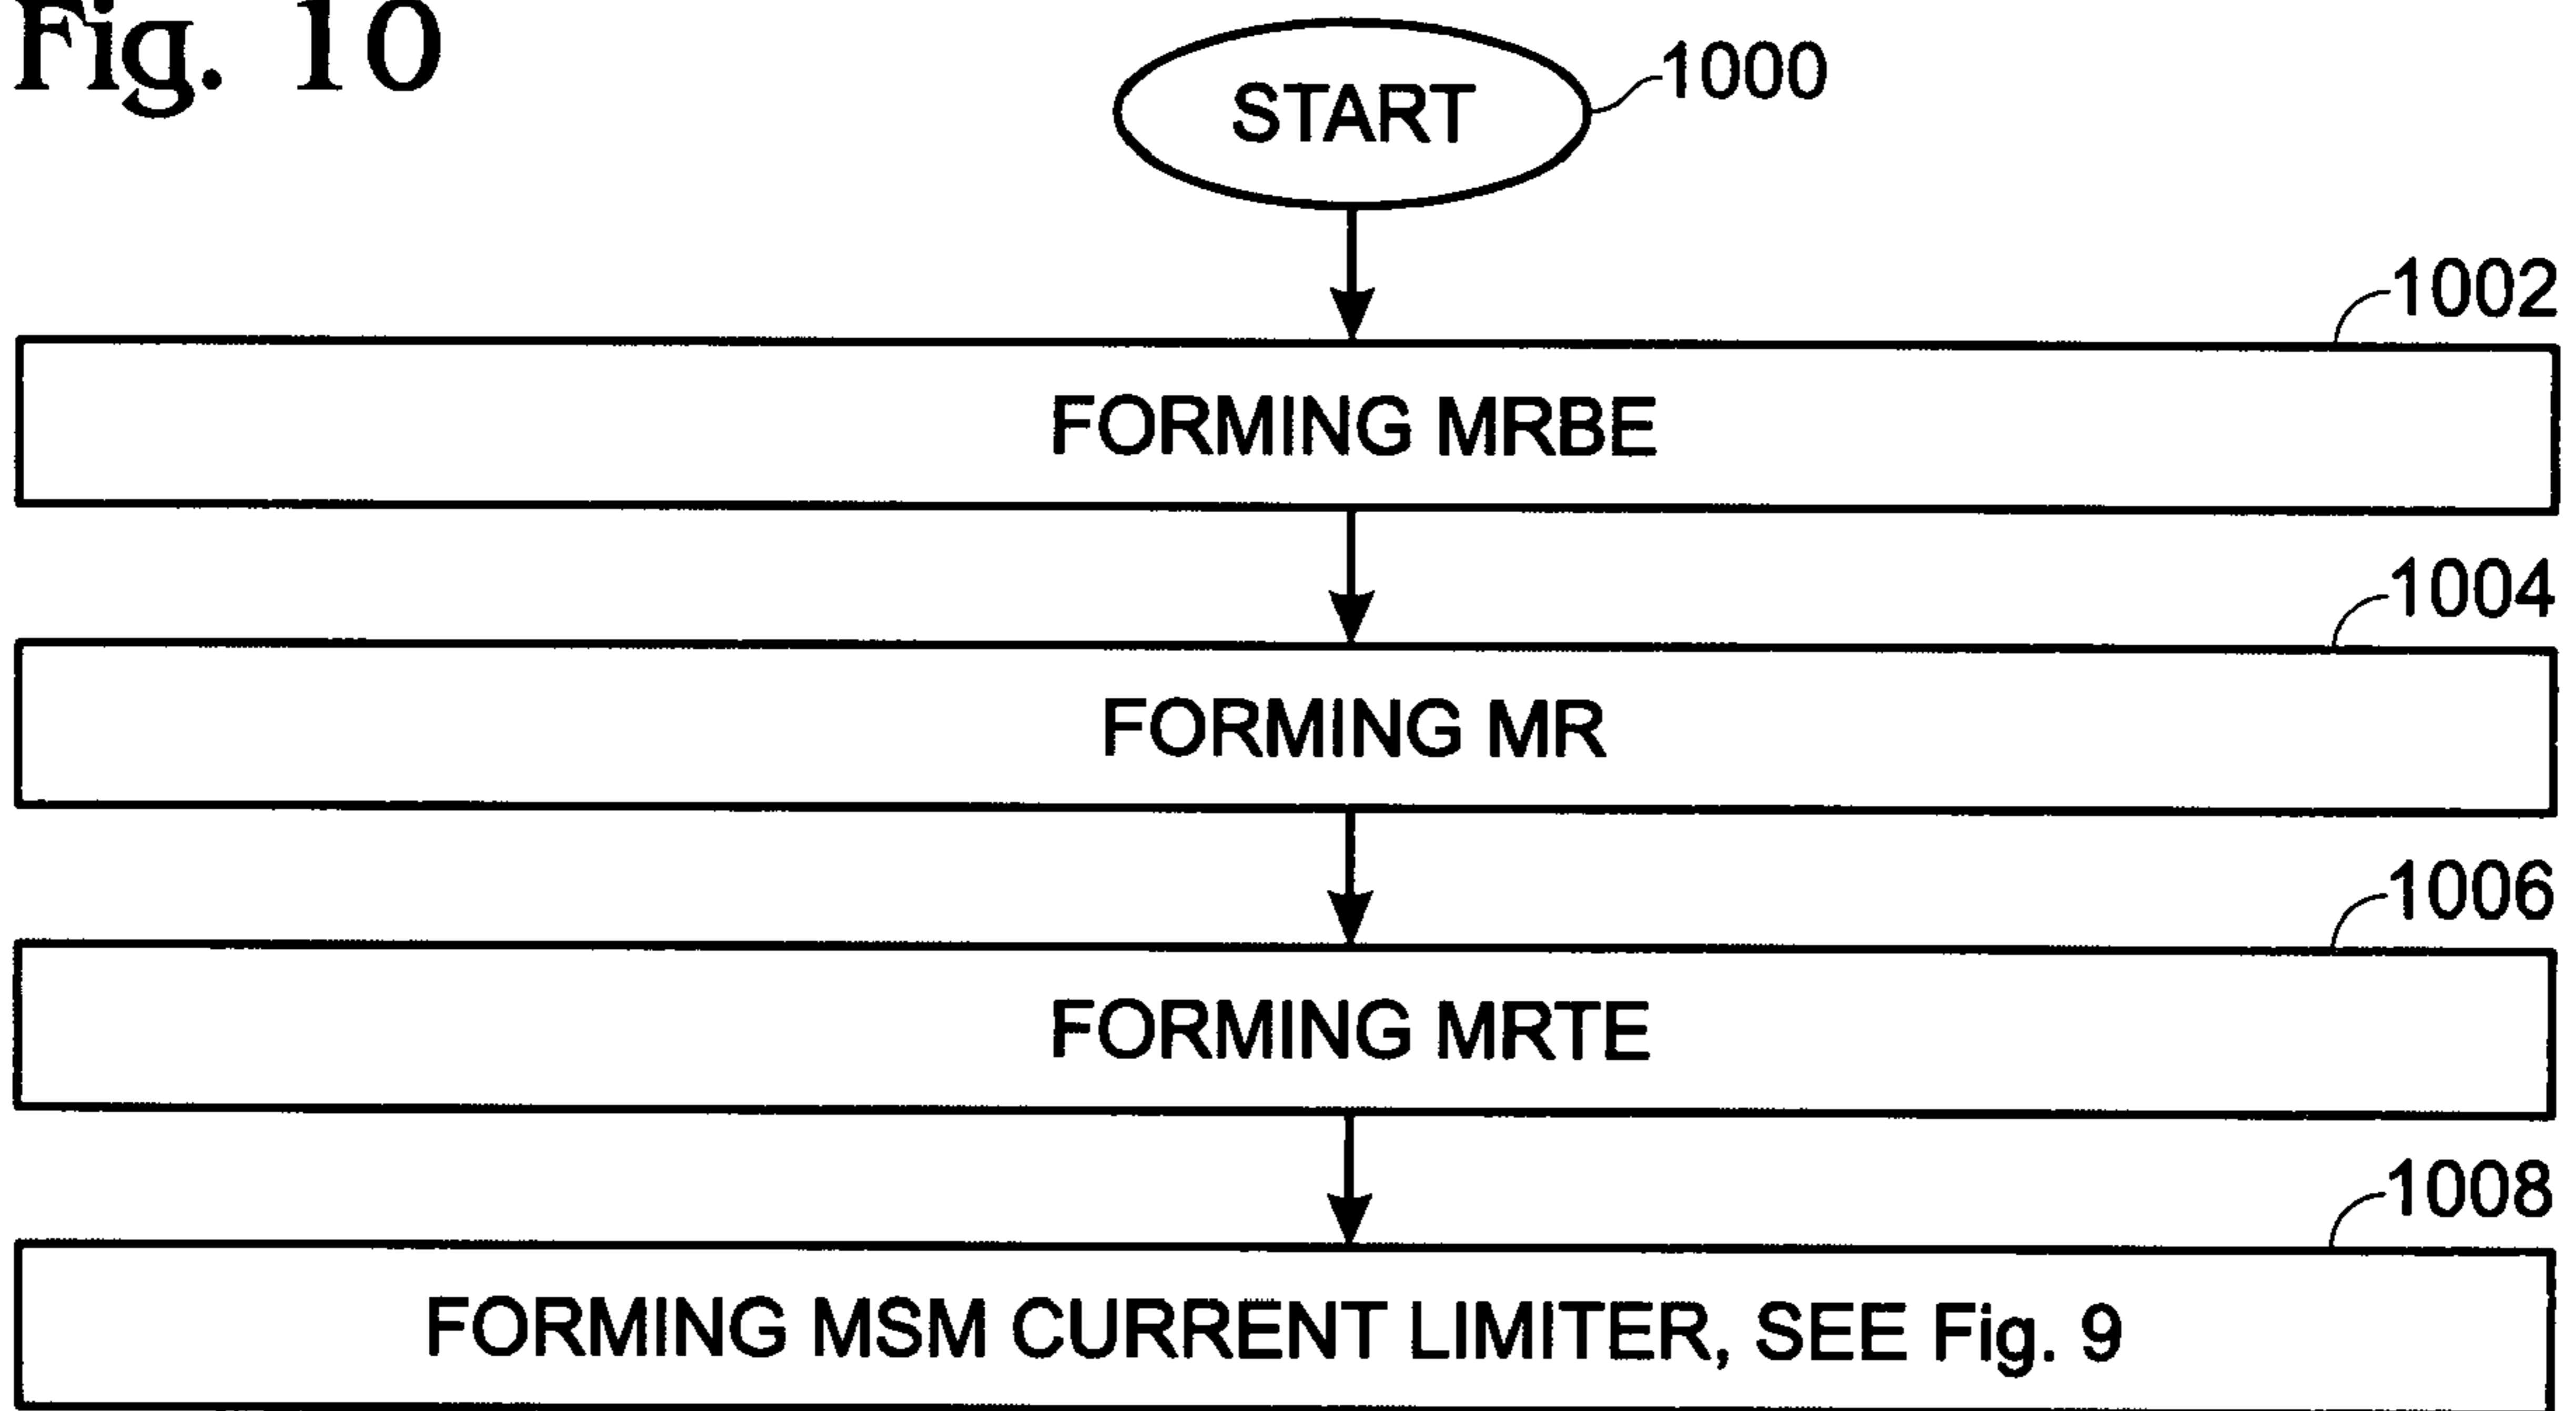 Fig. 10
START
1000
1002
FORMING MRBE
1004
FORMING MR
1006
FORMING MRTE
1008
FORMING MSM CURRENT LIMITER, SEE Fig. 9